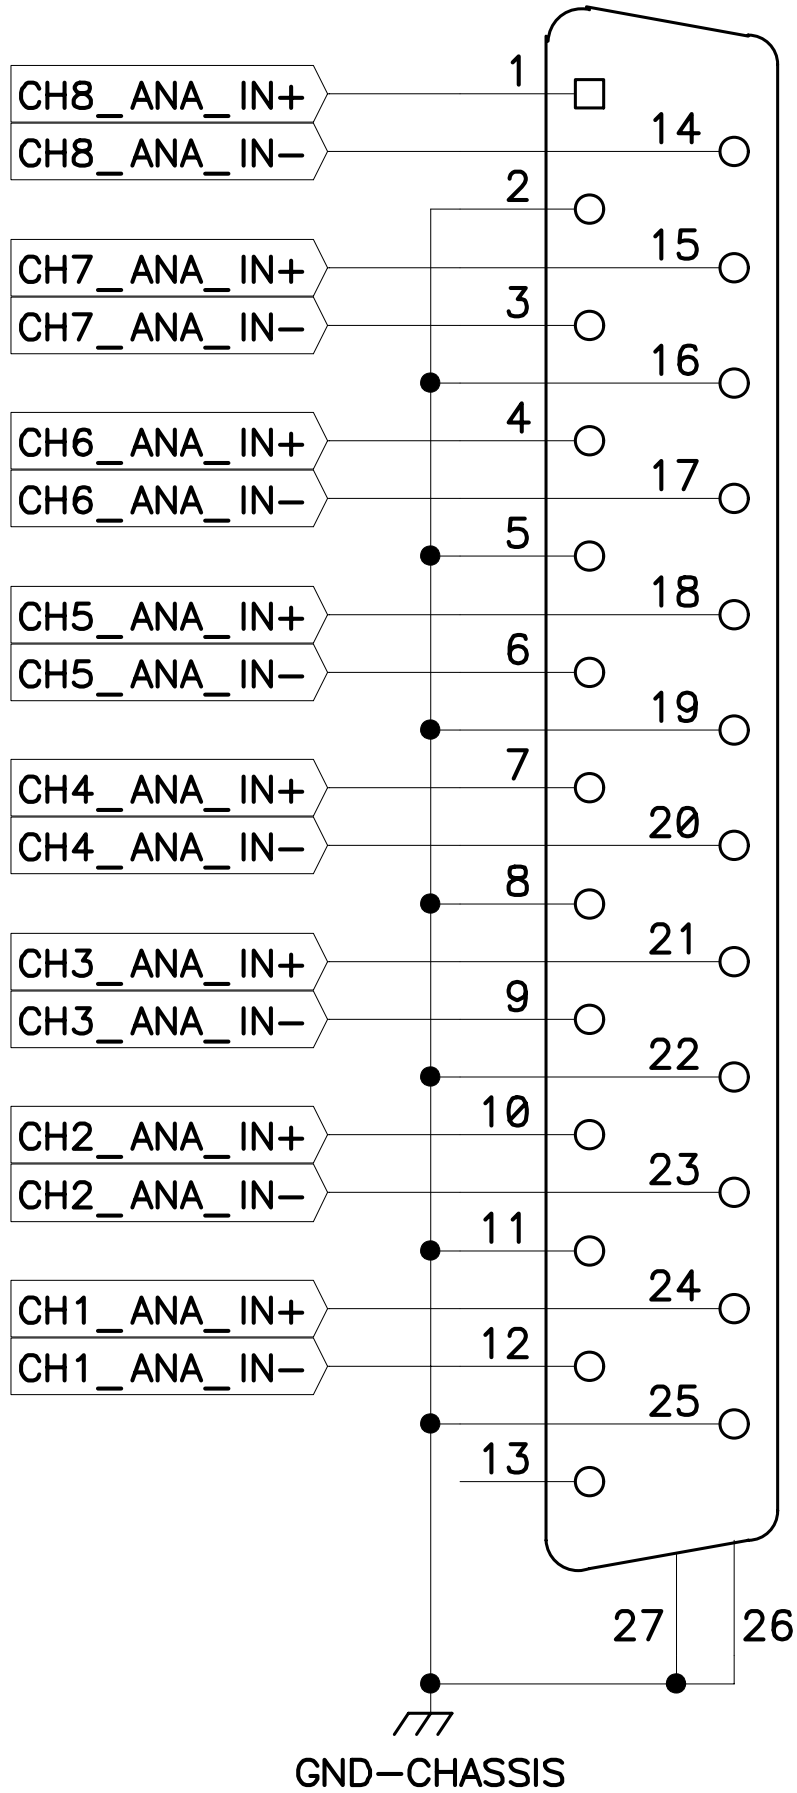 1
CH8_ANA_IN+
14
CH8_ANA_IN-
2
15
CH7_ANA_IN+
3
CH7_ANA_IN-
16
4
CH6_ANA_IN+
17
CH6_ANA_IN-
5
18
CH5_ANA_IN+
6
CH5_ANA_IN-
19
7
CH4_ANA_IN+
20
CH4_ANA_IN-
8
21
CH3_ANA_IN+
9
CH3_ANA_IN-
22
10
CH2_ANA_IN+
23
CH2_ANA_IN-
11
24
CH1_ANA_IN+
12
CH1_ANA_IN-
25
13
27 26
GND-CHASSIS